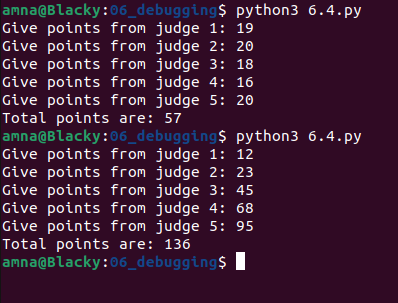 amna@Blacky:06_debugging$ python3 6.4.py
Give points from judge 1: 19
Give points from judge 2: 20
Give points from judge 3: 18
Give points from judge 4: 16
Give points from judge 5: 20
Total points are: 57
amna@Blacky:06_debugging$ python3 6.4.py
Give points from judge 1: 12
Give points from judge 2: 23
Give points from judge 3: 45
Give points from judge 4: 68
Give points from judge 5: 95
Total points are: 136
amna@Blacky:06_debugging$